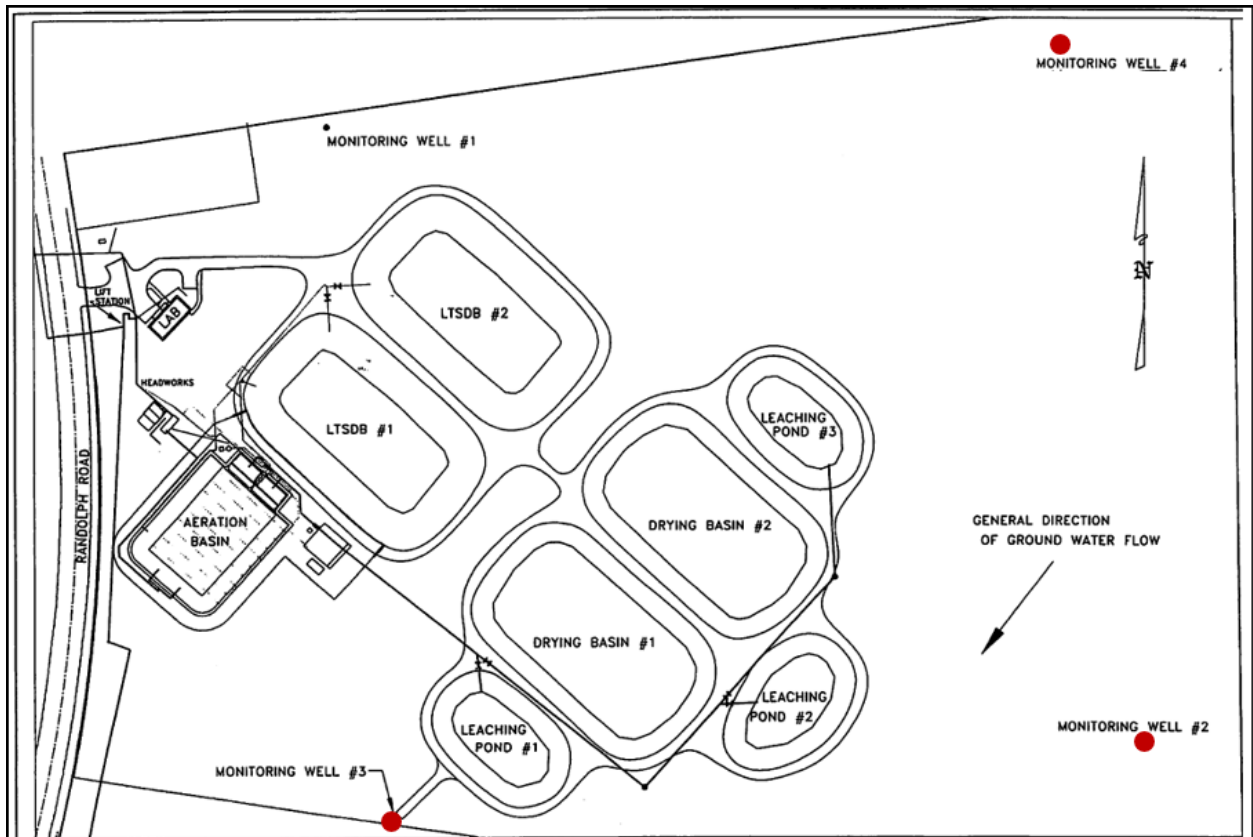 MONITORING WELL #4
MONITORING WELL #1
LIFT
STATION
LAB
LTSDB #2
HEADWORKS
LTSDB #1
LEACHING
POND #3
RANDOLPH ROAD
AERATION
BASIN
DRYING BASIN #2
GENERAL DIRECTION
OF GROUND WATER FLOW
N
DRYING BASIN #1
LEACHING
POND #2
MONITORING WELL #2
LEACHING
POND #1
MONITORING WELL #3